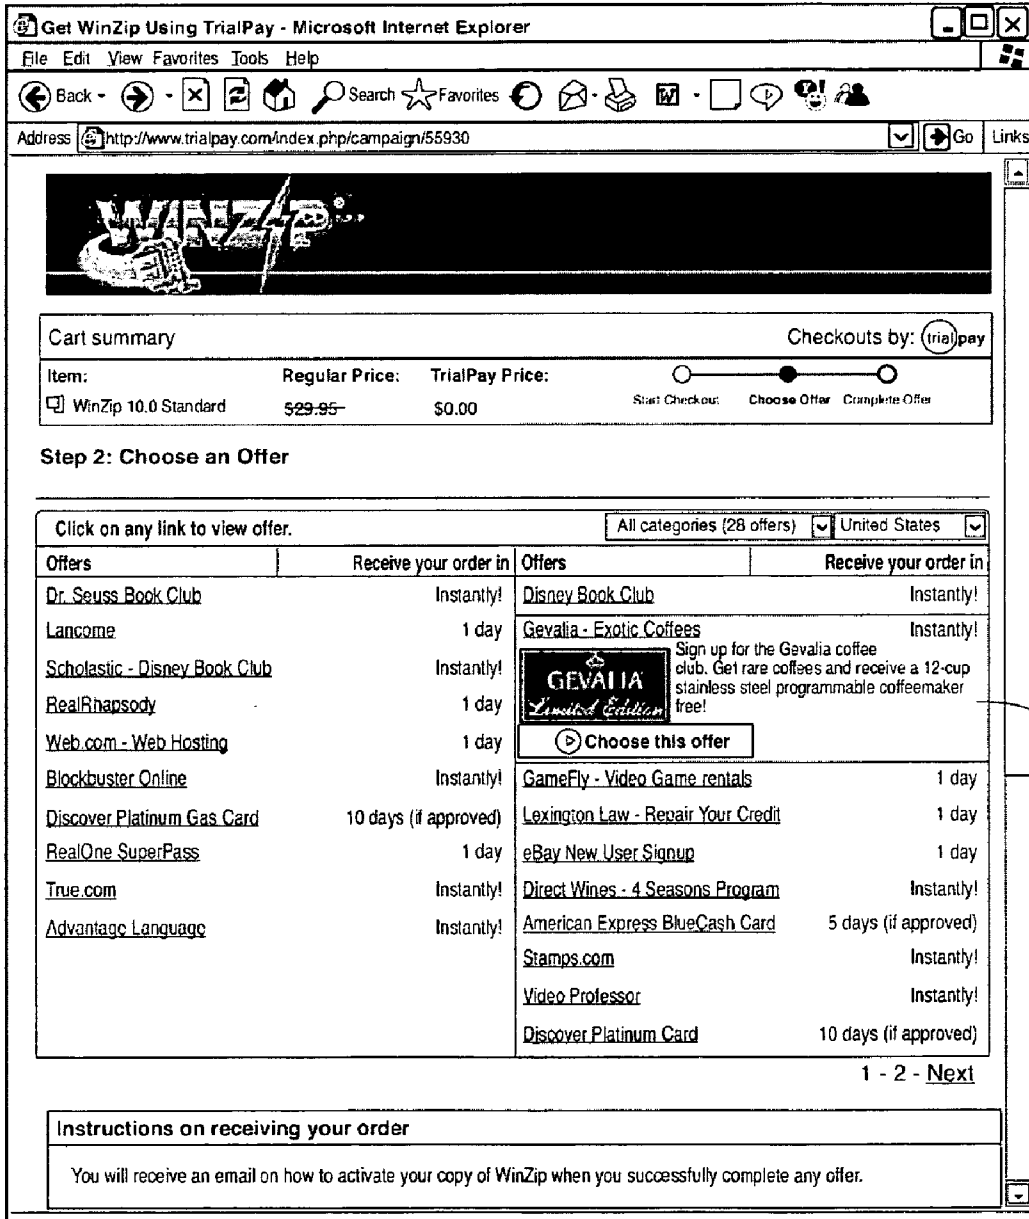 Get WinZip Using TrialPay - Microsoft Internet Explorer
File Edit View Favorites Tools Help
Back Search Favorites W
Address http://www.trialpay.com/index.php/campaign/55930 Go Links
WINZIP®
Cart summary Checkouts by: trialpay
Item: Regular Price: TrialPay Price:
WinZip 10.0 Standard $29.95 $0.00 Start Checkout Choose Offer Complete Offer
Step 2: Choose an Offer
Click on any link to view offer. All categories (28 offers) United States
Offers Receive your order in
Dr. Seuss Book Club Instantly!
Lancome 1 day
Scholastic - Disney Book Club Instantly!
RealRhapsody 1 day
Web.com - Web Hosting 1 day
Blockbuster Online Instantly!
Discover Platinum Gas Card 10 days (if approved)
RealOne SuperPass 1 day
True.com Instantly!
Advantage Language Instantly!
Offers Receive your order in
Disney Book Club Instantly!
Gevalia - Exotic Coffees Instantly!
GEVALIA
Limited Edition
Sign up for the Gevalia coffee
club. Get rare coffees and receive a 12-cup
stainless steel programmable coffeemaker
free!
Choose this offer
GameFly - Video Game rentals 1 day
Lexington Law - Repair Your Credit 1 day
eBay New User Signup 1 day
Direct Wines - 4 Seasons Program Instantly!
American Express BlueCash Card 5 days (if approved)
Stamps.com Instantly!
Video Professor Instantly!
Discover Platinum Card 10 days (if approved)
1 - 2 - Next
Instructions on receiving your order
You will receive an email on how to activate your copy of WinZip when you successfully complete any offer.